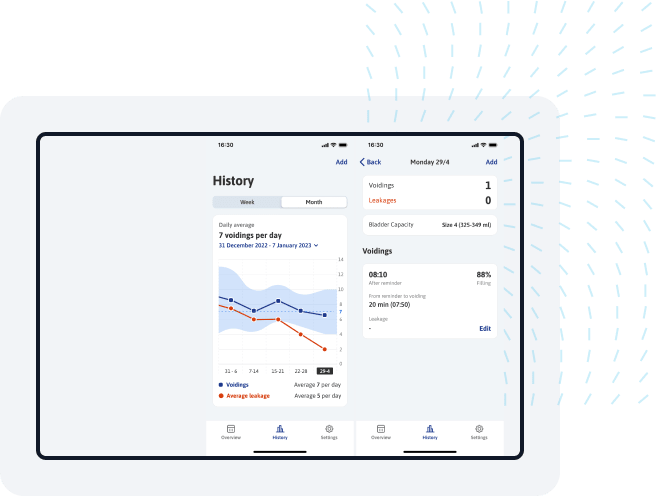 16:30
Add
History
Week
Month
Daily average
7 voidings per day
31 December 2022 - 7 January 2023
14
12
10
8
7
6
4
2
0
31 - 6
7-14
15-21
22-28
29-4
Voidings
Average 7 per day
Average leakage
Average 5 per day
Overview
History
Settings
16:30
Back
Monday 29/4
Add
Voidings
1
Leakages
0
Bladder Capacity
Size 4 (325-349 ml)
Voidings
08:10
88%
After reminder
Filling
From reminder to voiding
20 min (07:50)
Leakage
-
Edit
Overview
History
Settings